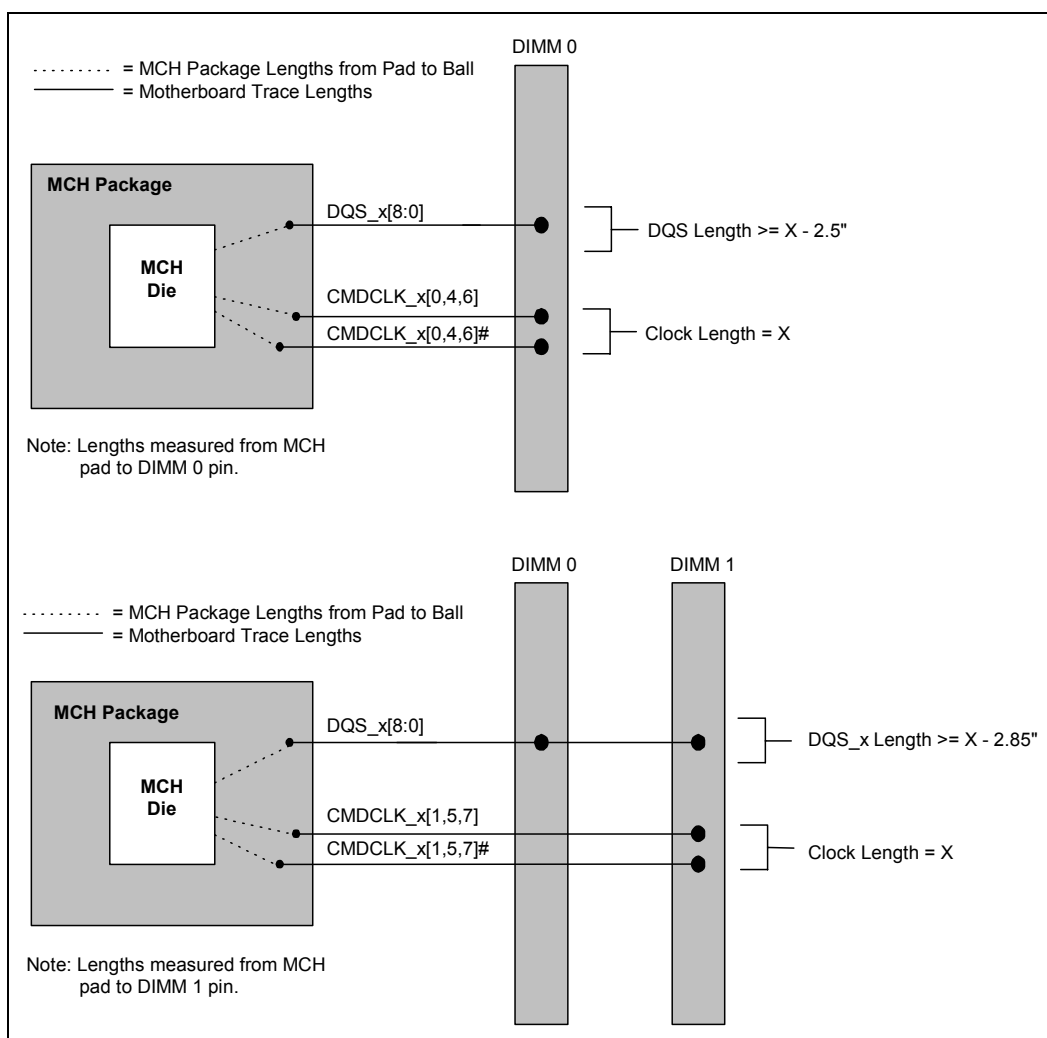 DIMM 0
........ = MCH Package Lengths from Pad to Ball
= Motherboard Trace Lengths
MCH Package
MCH
Die
DQS_x[8:0]
DQS Length >= X - 2.5"
CMDCLK_x[0,4,6]
CMDCLK_x[0,4,6]#
Clock Length = X
Note: Lengths measured from MCH
pad to DIMM 0 pin.
DIMM 0
DIMM 1
........ = MCH Package Lengths from Pad to Ball
= Motherboard Trace Lengths
MCH Package
MCH
Die
DQS_x[8:0]
DQS_x Length >= X - 2.85"
CMDCLK_x[1,5,7]
CMDCLK_x[1,5,7]#
Clock Length = X
Note: Lengths measured from MCH
pad to DIMM 1 pin.